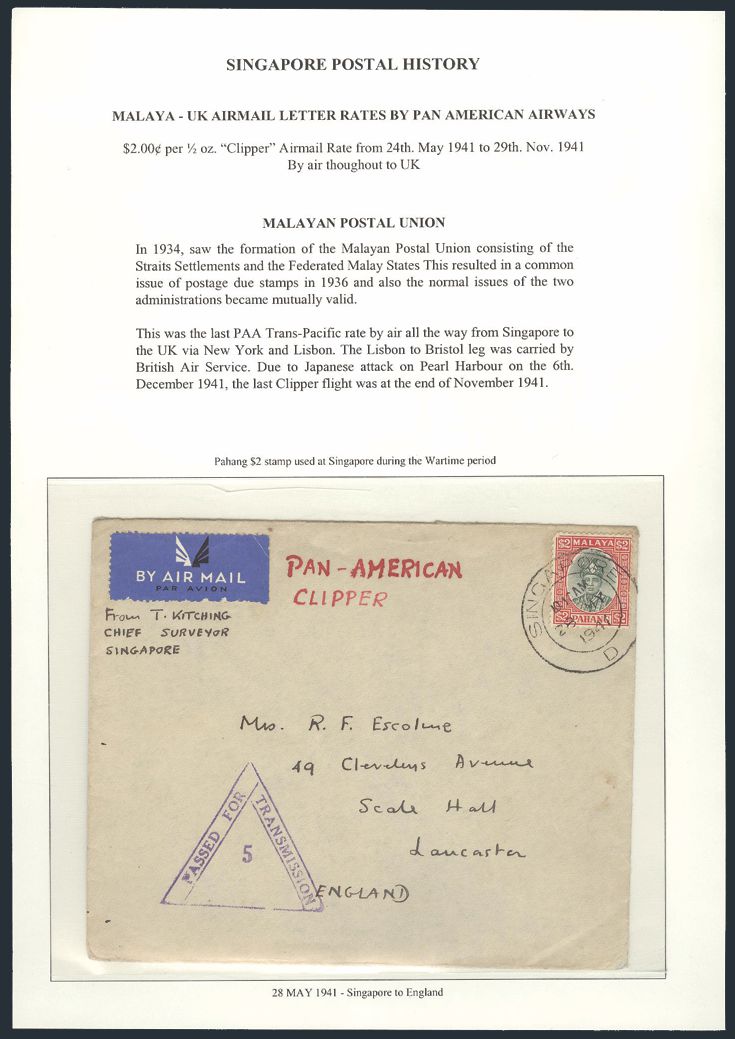 SINGAPORE POSTAL HISTORY
MALAYA - UK AIRMAIL LETTER RATES BY PAN AMERICAN AIRWAYS
$2.00¢ per ½ oz. “Clipper” Airmail Rate from 24th. May 1941 to 29th. Nov. 1941
By air thoughout to UK
MALAYAN POSTAL UNION
In 1934, saw the formation of the Malayan Postal Union consisting of the
Straits Settlements and the Federated Malay States This resulted in a common
issue of postage due stamps in 1936 and also the normal issues of the two
administrations became mutually valid.
This was the last PAA Trans-Pacific rate by air all the way from Singapore to
the UK via New York and Lisbon. The Lisbon to Bristol leg was carried by
British Air Service. Due to Japanese attack on Pearl Harbour on the 6th.
December 1941, the last Clipper flight was at the end of November 1941.
Pahang $2 stamp used at Singapore during the Wartime period
BY AIR MAIL
PAR AVION
PAN - AMERICAN
CLIPPER
$2 MALAYA $2
$2 PAHANG $2
SINGAPORE
1941
D
From T. KITCHING
CHIEF SURVEYOR
SINGAPORE
Mrs. R. F. Escolme
49 Cleveleys Avenue
Scale Hall
Lancaster
ENGLAND
PASSED FOR TRANSMISSION
5
28 MAY 1941 - Singapore to England